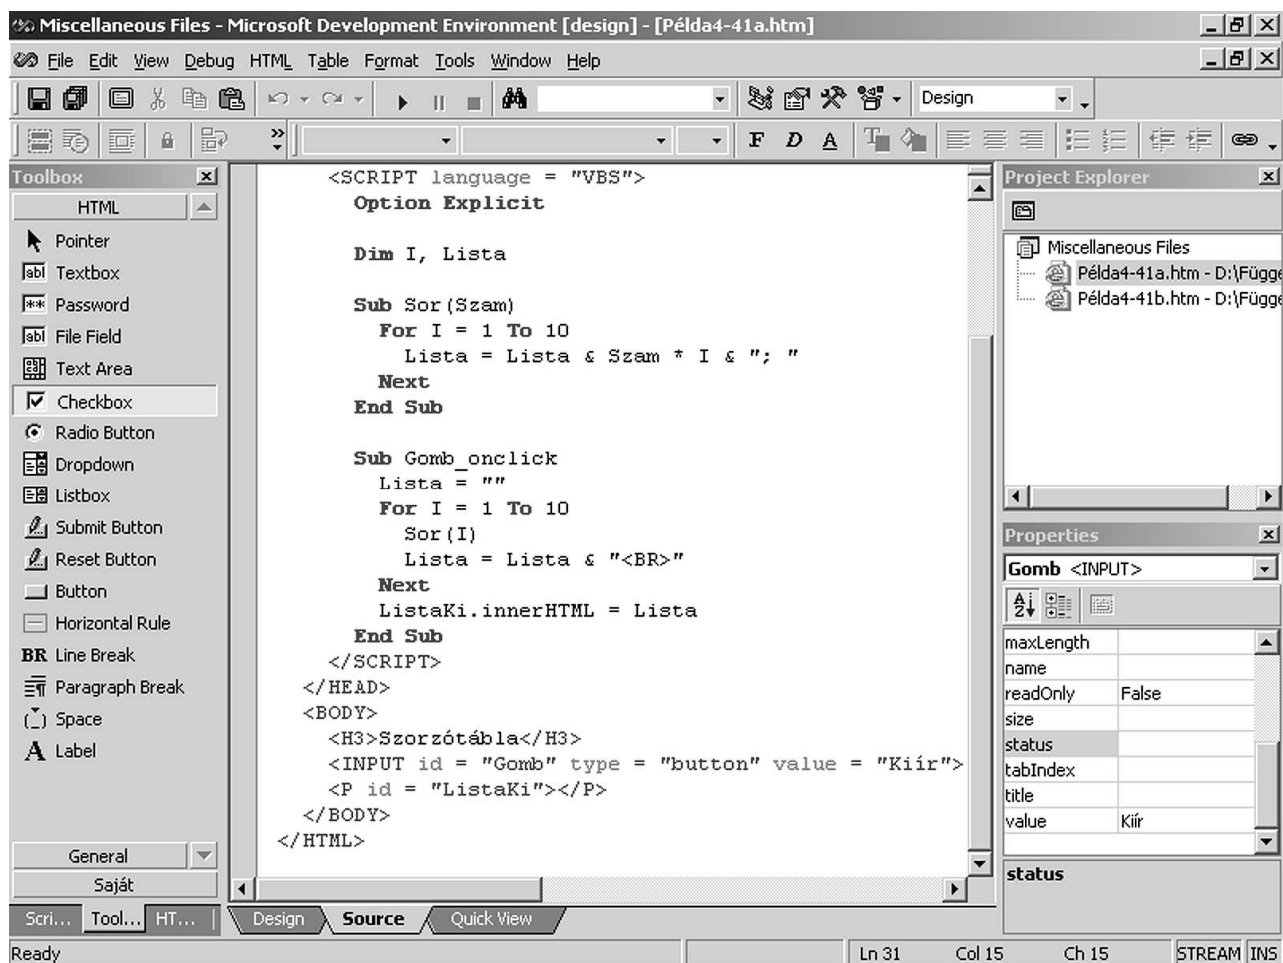 Miscellaneous Files - Microsoft Development Environment [design] - [Példa4-41a.htm]
File Edit View Debug HTML Table Format Tools Window Help
Design
F D A
Toolbox
HTML
Pointer
Textbox
Password
File Field
Text Area
Checkbox
Radio Button
Dropdown
Listbox
Submit Button
Reset Button
Button
Horizontal Rule
BR Line Break
Paragraph Break
Space
A Label
General
Saját
Scri... Tool... HT...
<SCRIPT language = "VBS">
Option Explicit
Dim I, Lista
Sub Sor(Szam)
For I = 1 To 10
Lista = Lista & Szam * I & "; "
Next
End Sub
Sub Gomb_onclick
Lista = ""
For I = 1 To 10
Sor(I)
Lista = Lista & "<BR>"
Next
ListaKi.innerHTML = Lista
End Sub
</SCRIPT>
</HEAD>
<BODY>
<H3>Szorzótábla</H3>
<INPUT id = "Gomb" type = "button" value = "Kiír">
<P id = "ListaKi"></P>
</BODY>
</HTML>
Design Source Quick View
Project Explorer
Miscellaneous Files
Példa4-41a.htm - D:\Függe
Példa4-41b.htm - D:\Függe
Properties
Gomb <INPUT>
maxLength
name
readOnly False
size
status
tabIndex
title
value Kiír
status
Ready Ln 31 Col 15 Ch 15 STREAM INS